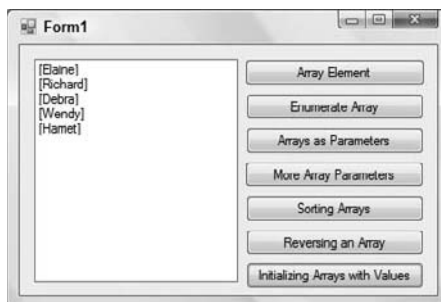 Form1
[Elaine]
[Richard]
[Debra]
[Wendy]
[Hamet]
Array Element
Enumerate Array
Arrays as Parameters
More Array Parameters
Sorting Arrays
Reversing an Array
Initializing Arrays with Values